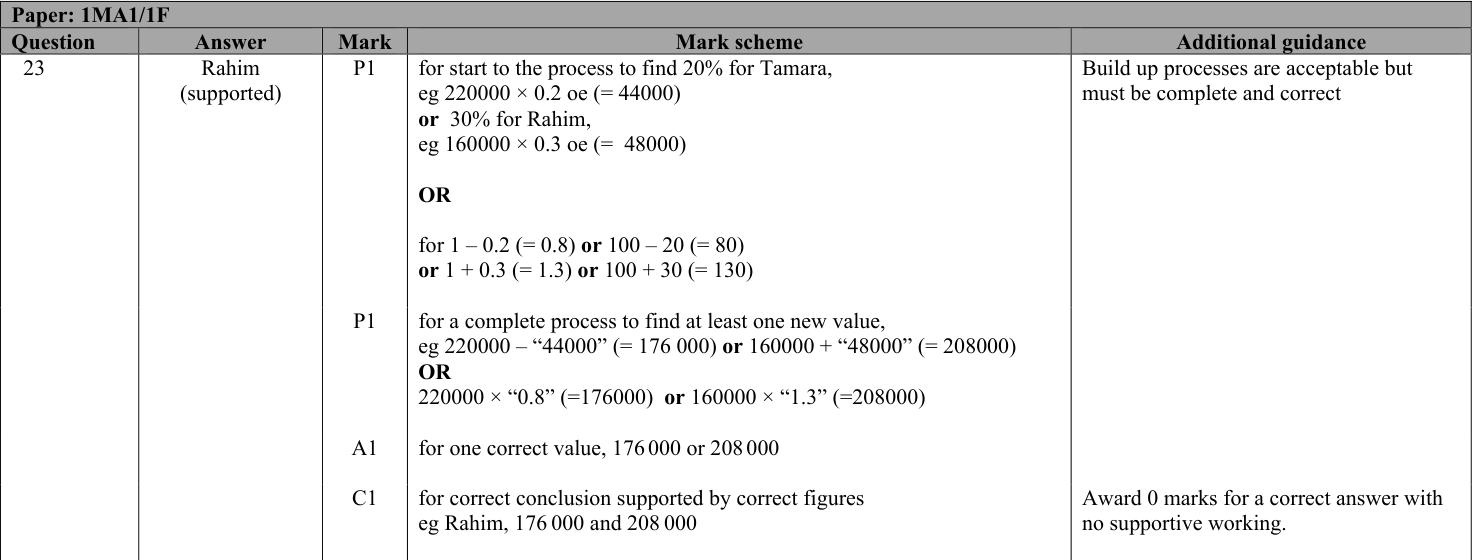 Paper: 1MA1/1F
Question Answer Mark Mark scheme Additional guidance
23 Rahim P1 for start to the process to find 20% for Tamara, Build up processes are acceptable but
(supported) eg 220000 × 0.2 oe (= 44000) must be complete and correct
or 30% for Rahim,
eg 160000 × 0.3 oe (= 48000)
OR
for 1 – 0.2 (= 0.8) or 100 – 20 (= 80)
or 1 + 0.3 (= 1.3) or 100 + 30 (= 130)
P1 for a complete process to find at least one new value,
eg 220000 – “44000” (= 176 000) or 160000 + “48000” (= 208000)
OR
220000 × “0.8” (=176000) or 160000 × “1.3” (=208000)
A1 for one correct value, 176 000 or 208 000
C1 for correct conclusion supported by correct figures Award 0 marks for a correct answer with
eg Rahim, 176 000 and 208 000 no supportive working.